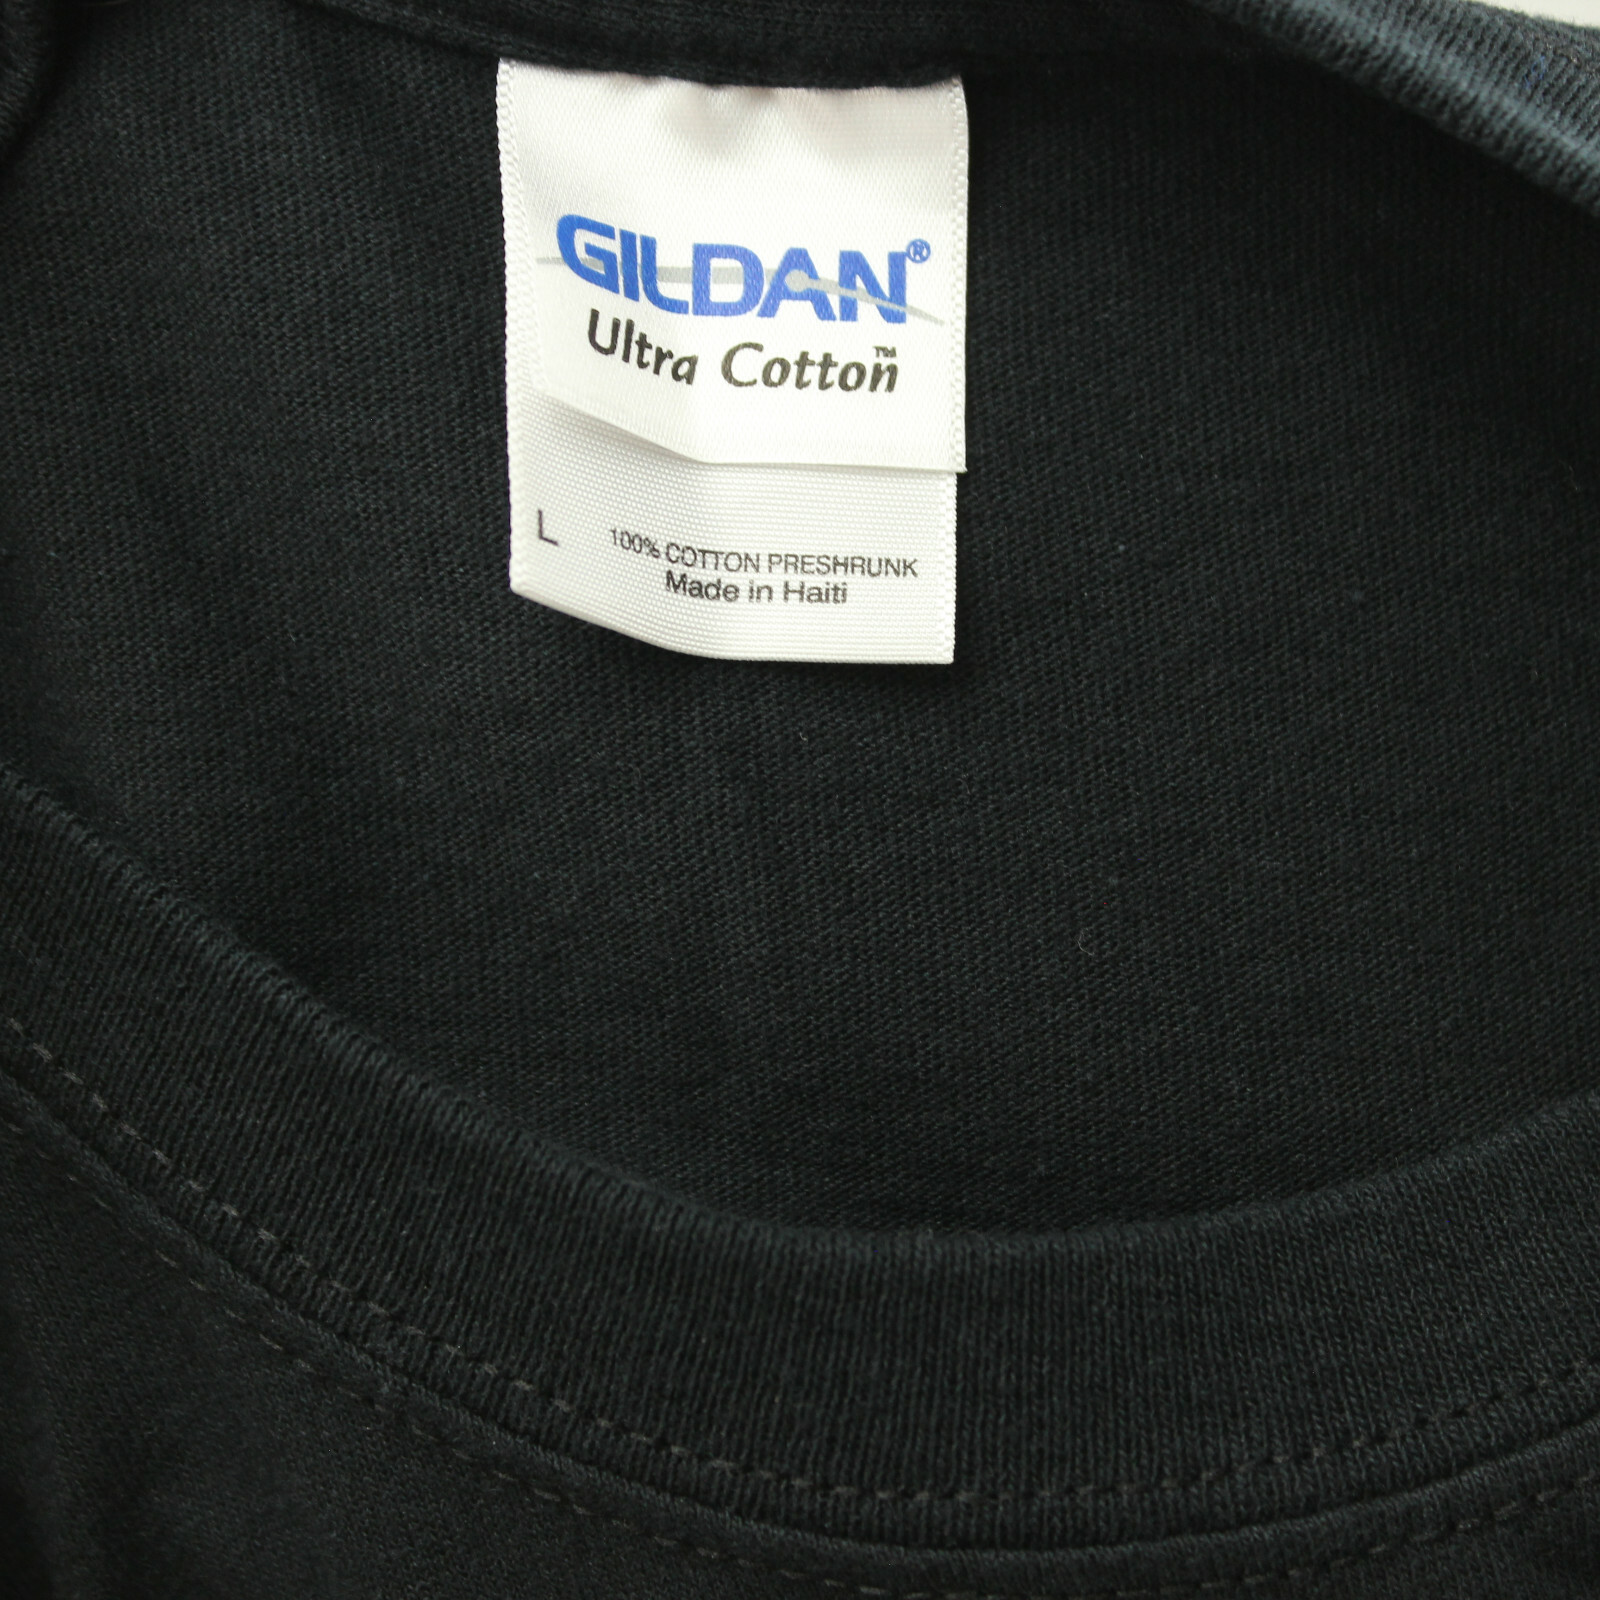 GILDAN®
Ultra Cotton™
L 100% COTTON PRESHRUNK
Made in Haiti